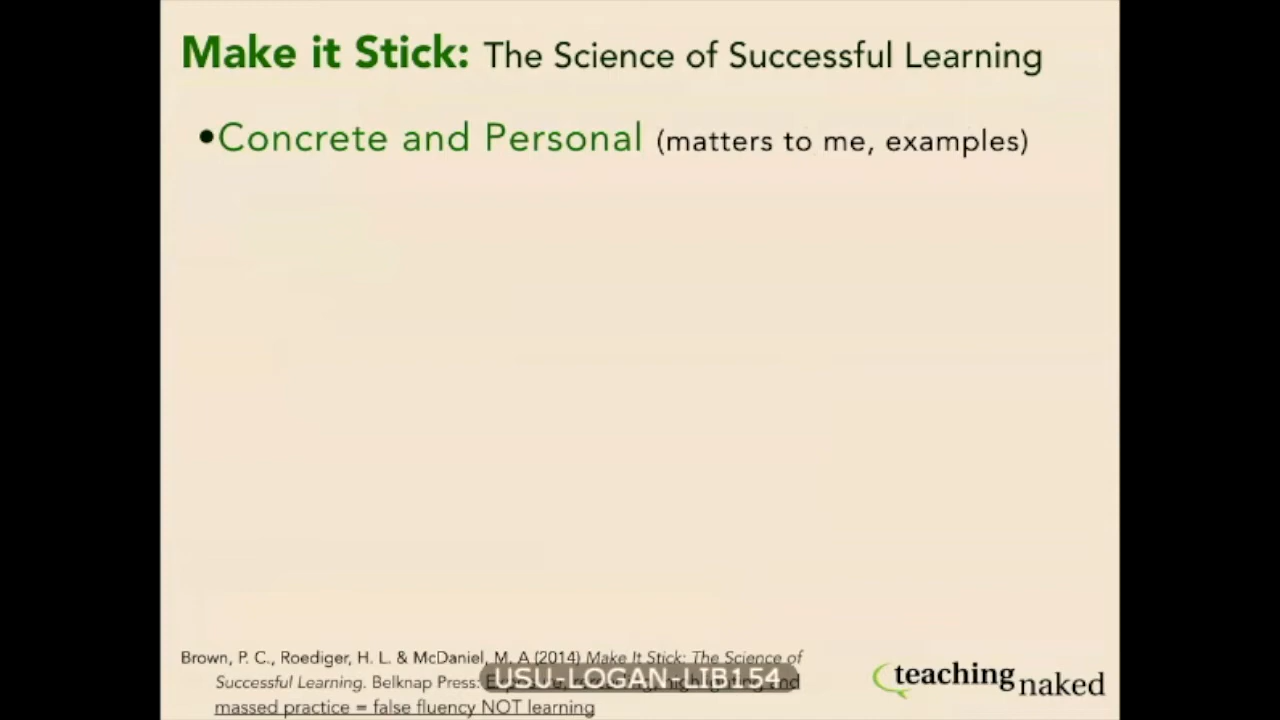 Make it Stick: The Science of Successful Learning
•Concrete and Personal (matters to me, examples)
Brown, P. C., Roediger, H. L. & McDaniel, M. A (2014) Make It Stick: The Science of
Successful Learning. Belknap Press: and
USU-LOGAN-LIB154
massed practice = false fluency NOT learning
teaching naked